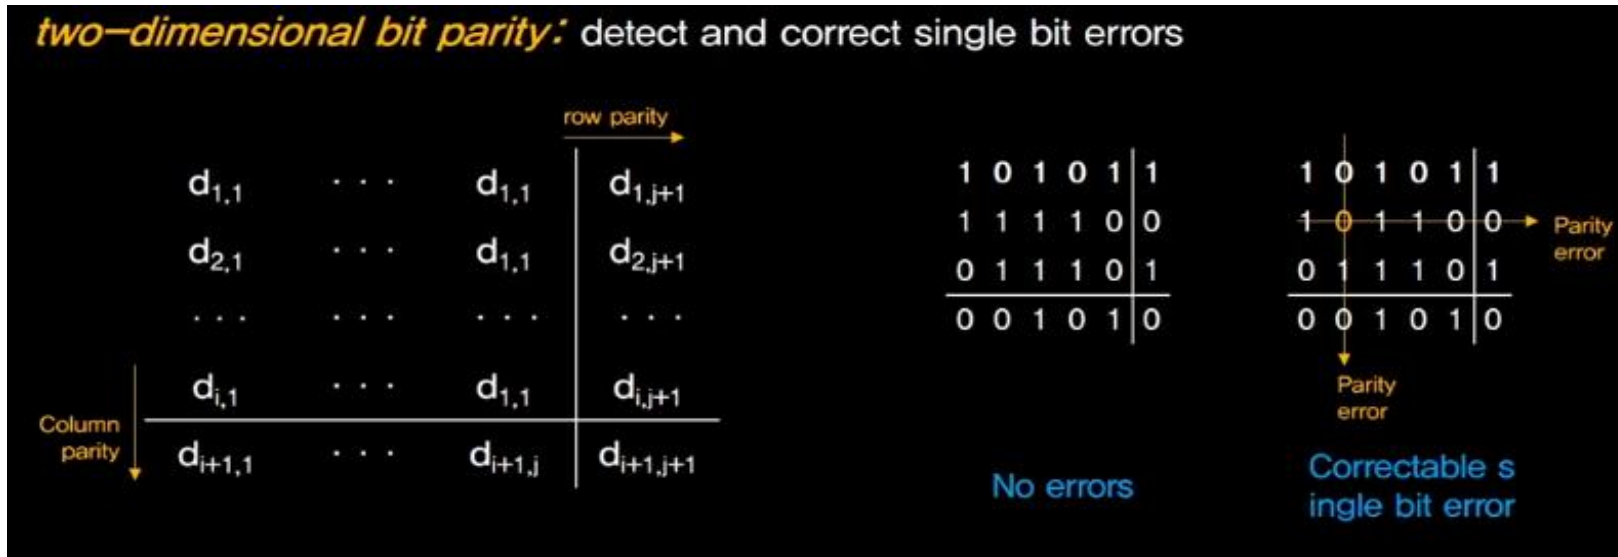 two-dimensional bit parity: detect and correct single bit errors
row parity
d1,1 · · · d1,1 d1,j+1
d2,1 · · · d1,1 d2,j+1
· · · · · · · · · · · ·
di,1 · · · d1,1 di,j+1
di+1,1 · · · di+1,j di+1,j+1
Column
parity
1 0 1 0 1 1
1 1 1 1 0 0
0 1 1 1 0 1
0 0 1 0 1 0
No errors
1 0 1 0 1 1
1 0 1 1 0 0
0 1 1 1 0 1
0 0 1 0 1 0
Parity
error
Parity
error
Correctable s
ingle bit error